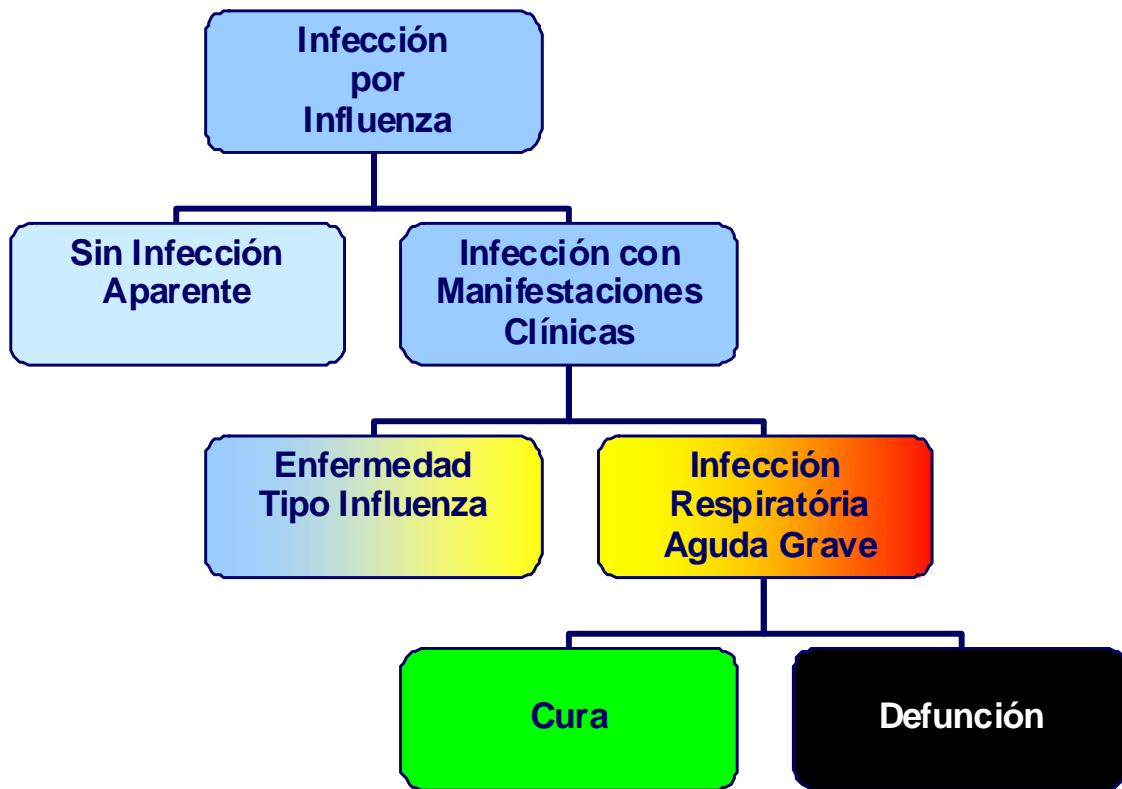 Infección
por
Influenza
Sin Infección
Aparente
Infección con
Manifestaciones
Clínicas
Enfermedad
Tipo Influenza
Infección
Respiratória
Aguda Grave
Cura
Defunción